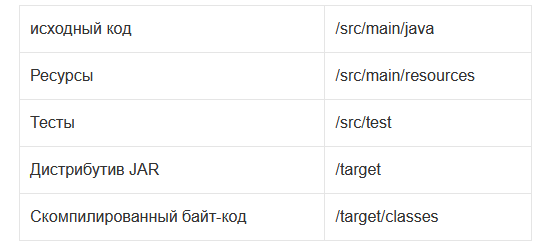 исходный код /src/main/java
Ресурсы /src/main/resources
Тесты /src/test
Дистрибутив JAR /target
Скомпилированный байт-код /target/classes